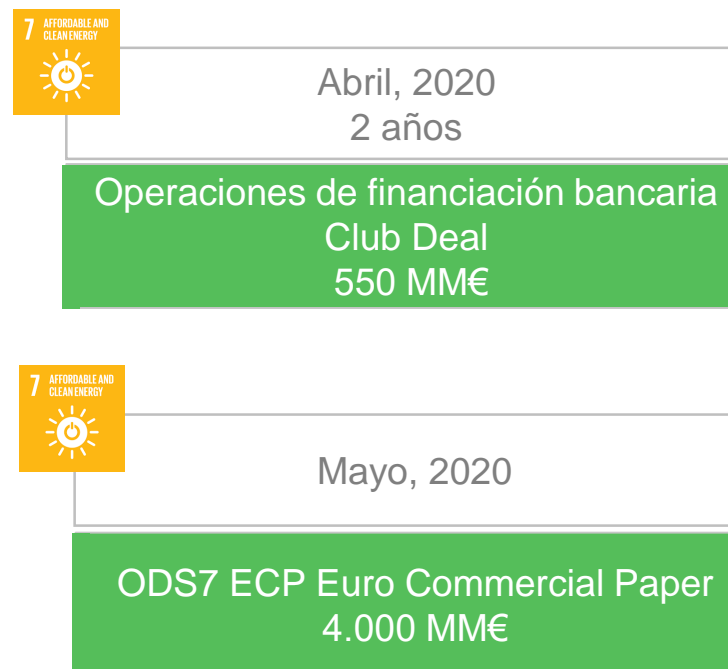 7 AFFORDABLE AND
CLEAN ENERGY
Abril, 2020
2 años
Operaciones de financiación bancaria
Club Deal
550 MM€
7 AFFORDABLE AND
CLEAN ENERGY
Mayo, 2020
ODS7 ECP Euro Commercial Paper
4.000 MM€